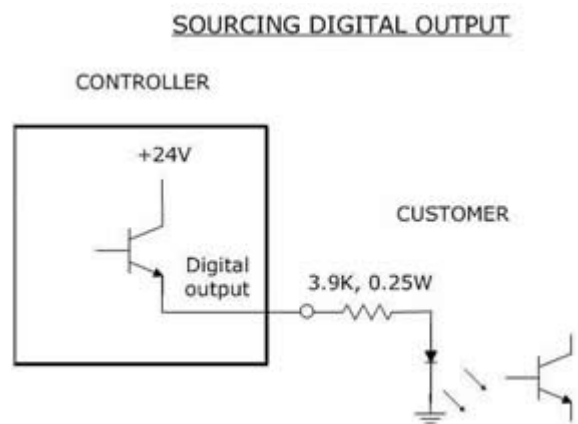 SOURCING DIGITAL OUTPUT
CONTROLLER
+24V
CUSTOMER
Digital
output
3.9K, 0.25W